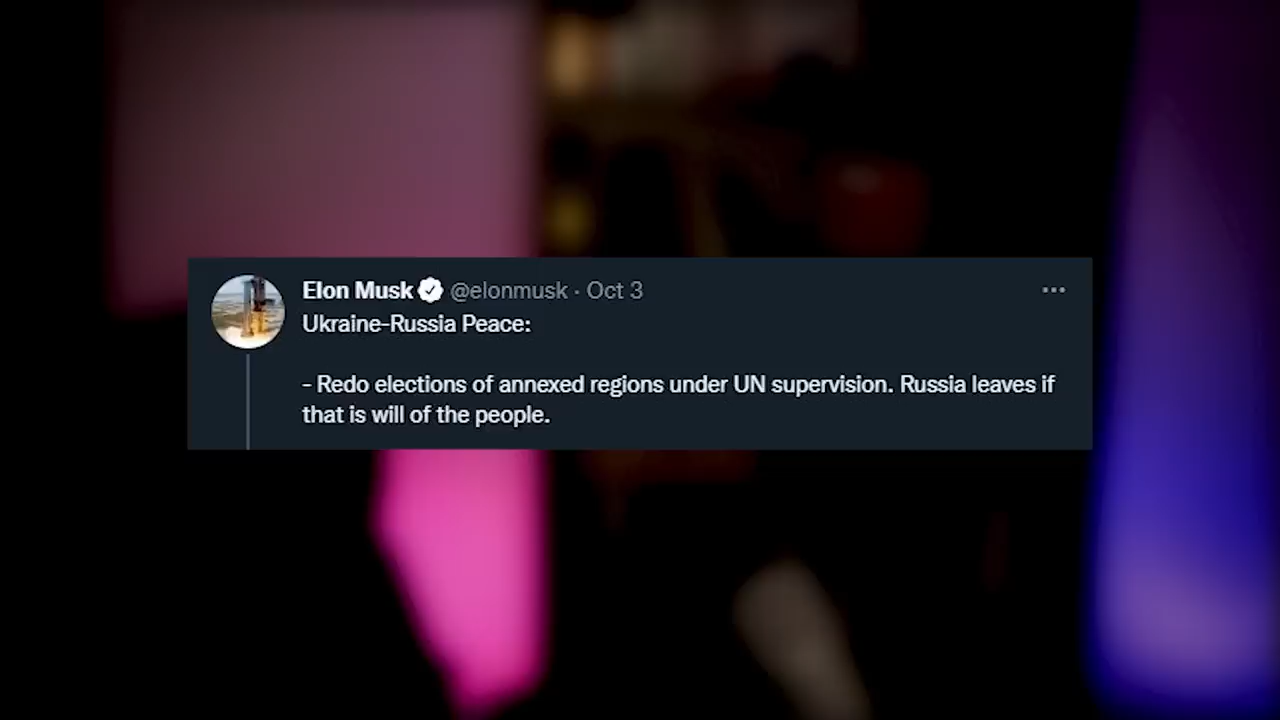 Elon Musk @elonmusk · Oct 3
Ukraine-Russia Peace:
- Redo elections of annexed regions under UN supervision. Russia leaves if
that is will of the people.